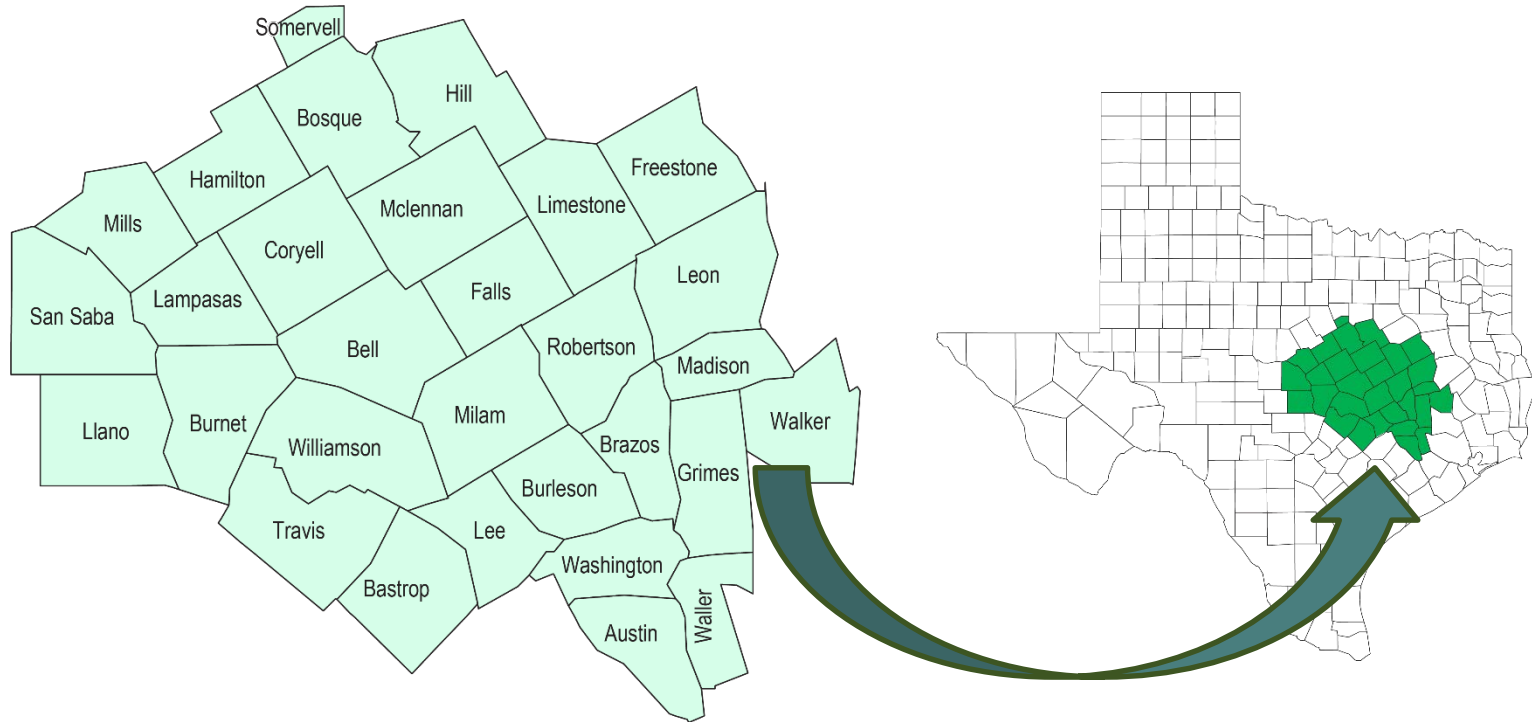 Somervell
Hill
Bosque
Freestone
Hamilton
Limestone
Mclennan
Mills
Coryell
Leon
Falls
Lampasas
San Saba
Robertson
Bell
Madison
Milam
Walker
Burnet
Llano
Williamson
Brazos
Grimes
Burleson
Travis
Lee
Washington
Bastrop
Waller
Austin